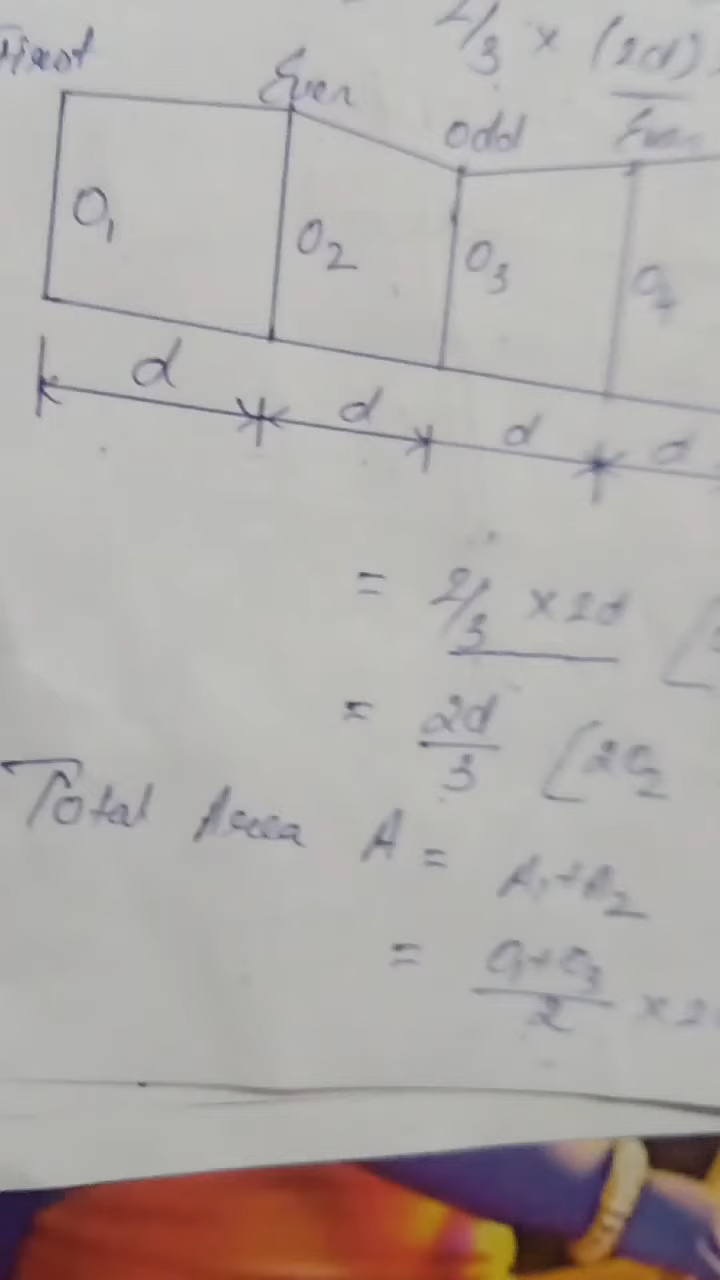 2/3 × (2d)
First
Even
odd
Even
O₁
O₂
O₃
O₄
d d d d
= 2/3 × 2d [
= 2d/3 [2O₂
Total Area A = A₁+A₂
= O₁+O₃/2 × 2